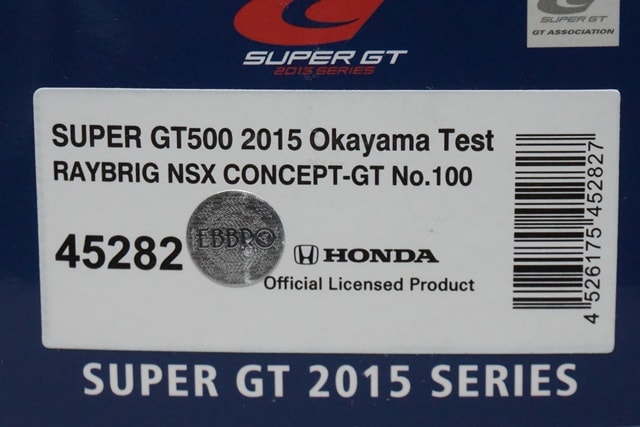 SUPER GT
2015 SERIES
SUPER GT
GT ASSOCIATION
SUPER GT500 2015 Okayama Test
RAYBRIG NSX CONCEPT-GT No.100
45282
EBBRO
HONDA
Official Licensed Product
4 526175 452827
SUPER GT 2015 SERIES